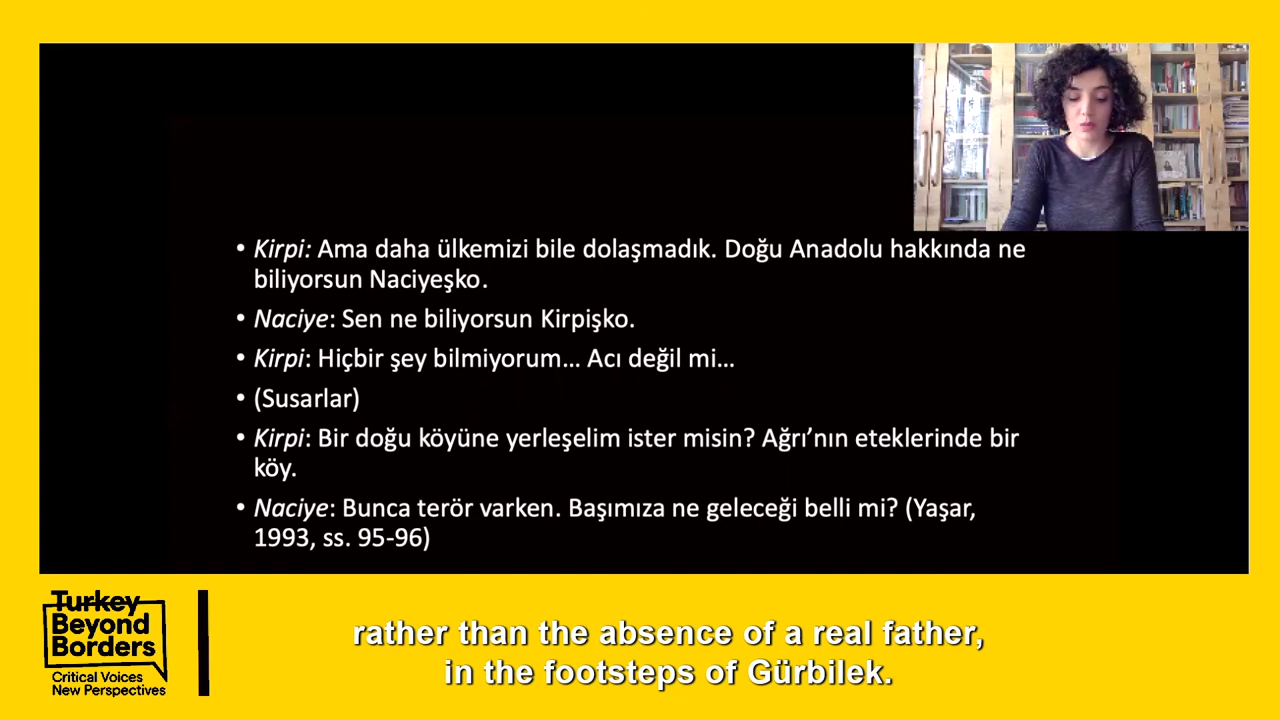 • Kirpi: Ama daha ülkemizi bile dolaşmadık. Doğu Anadolu hakkında ne
biliyorsun Naciyeşko.
• Naciye: Sen ne biliyorsun Kirpişko.
• Kirpi: Hiçbir şey bilmiyorum... Acı değil mi...
• (Susarlar)
• Kirpi: Bir doğu köyüne yerleşelim ister misin? Ağrı’nın eteklerinde bir
köy.
• Naciye: Bunca terör varken. Başımıza ne geleceği belli mi? (Yaşar,
1993, ss. 95-96)
Turkey
Beyond
Borders
Critical Voices
New Perspectives
rather than the absence of a real father,
in the footsteps of Gürbilek.